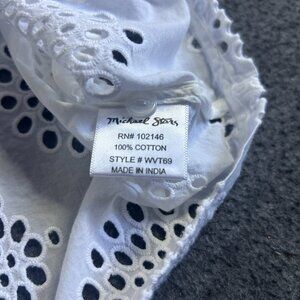 Michael Stars
RN# 102146
100% COTTON
STYLE # WVT69
MADE IN INDIA